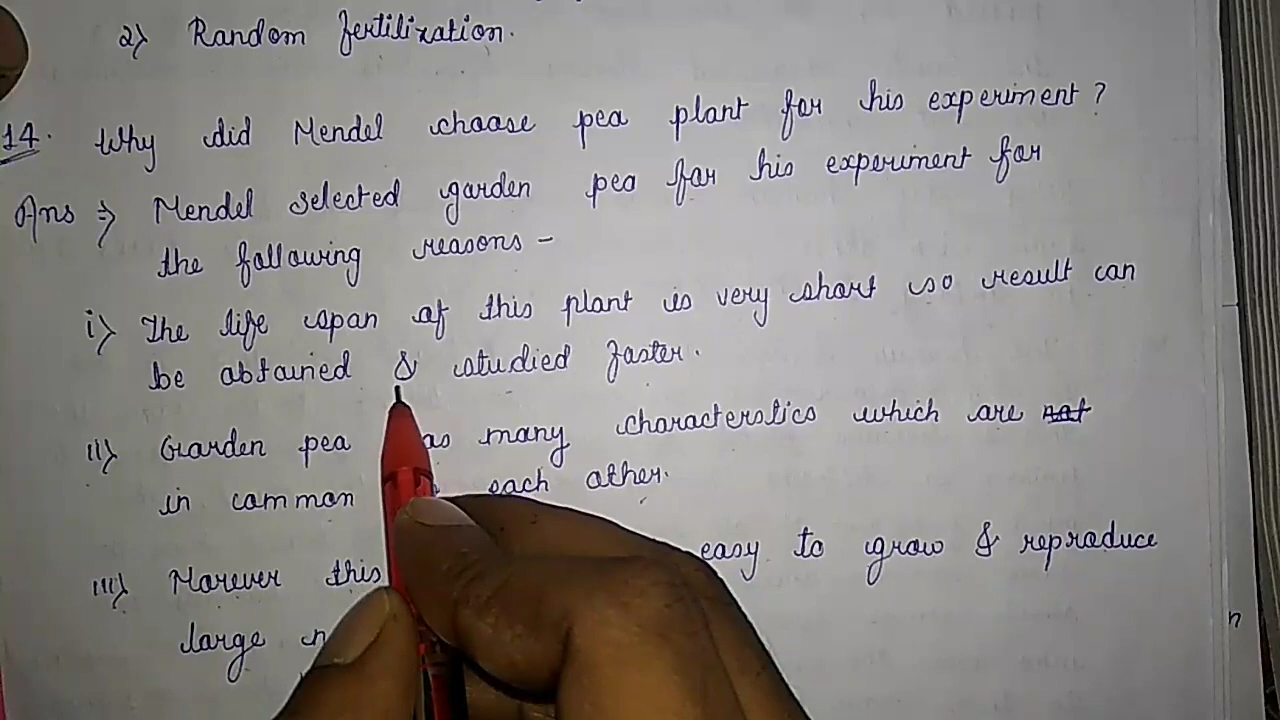 2) Random fertilization.
14. Why did Mendel choose pea plant for his experiment?
Ans ⇒ Mendel selected garden pea for his experiment for
the following reasons -
i) The life span of this plant is very short so result can
be obtained & studied faster.
ii) Garden pea many characterstics which are not
in common each other.
iii) Morever this easy to grow & reproduce
large
n